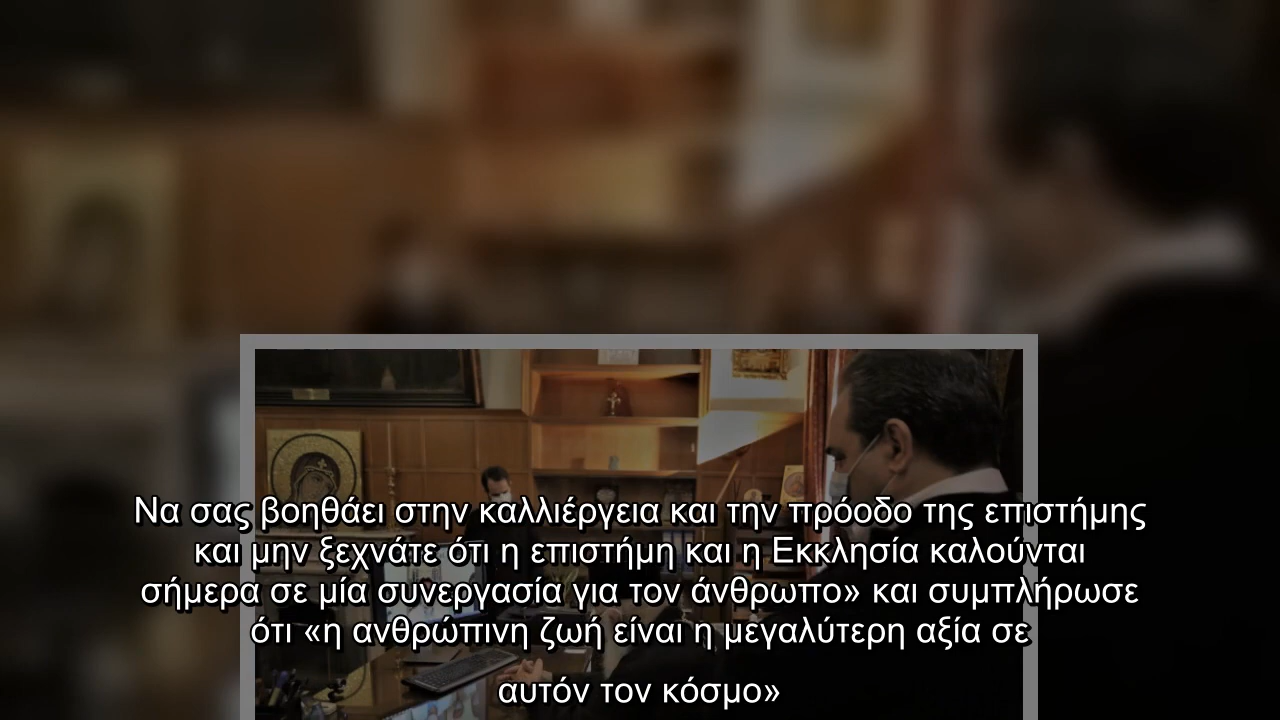 Να σας βοηθάει στην καλλιέργεια και την πρόοδο της επιστήμης
και μην ξεχνάτε ότι η επιστήμη και η Εκκλησία καλούνται
σήμερα σε μία συνεργασία για τον άνθρωπο» και συμπλήρωσε
ότι «η ανθρώπινη ζωή είναι η μεγαλύτερη αξία σε
αυτόν τον κόσμο»